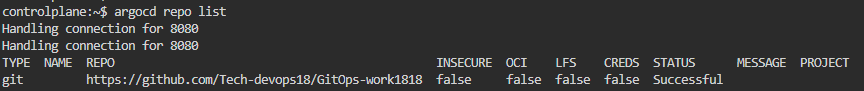 controlplane:~$ argocd repo list
Handling connection for 8080
Handling connection for 8080
TYPE  NAME  REPO                                            INSECURE  OCI    LFS    CREDS  STATUS      MESSAGE  PROJECT
git         https://github.com/Tech-devops18/GitOps-work1818  false     false  false  false  Successful